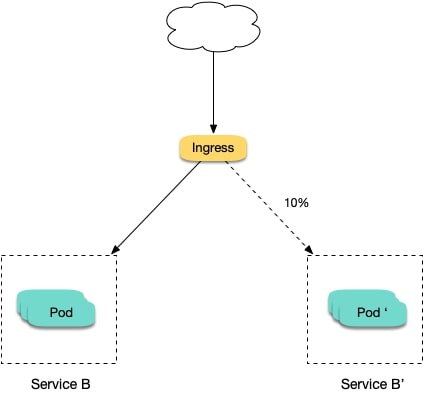 Ingress
10%
Pod
Pod ‘
Service B
Service B’